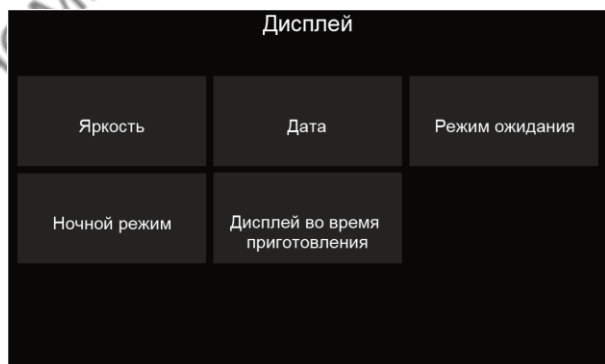 Дисплей
Яркость
Дата
Режим ожидания
Ночной режим
Дисплей во время
приготовления